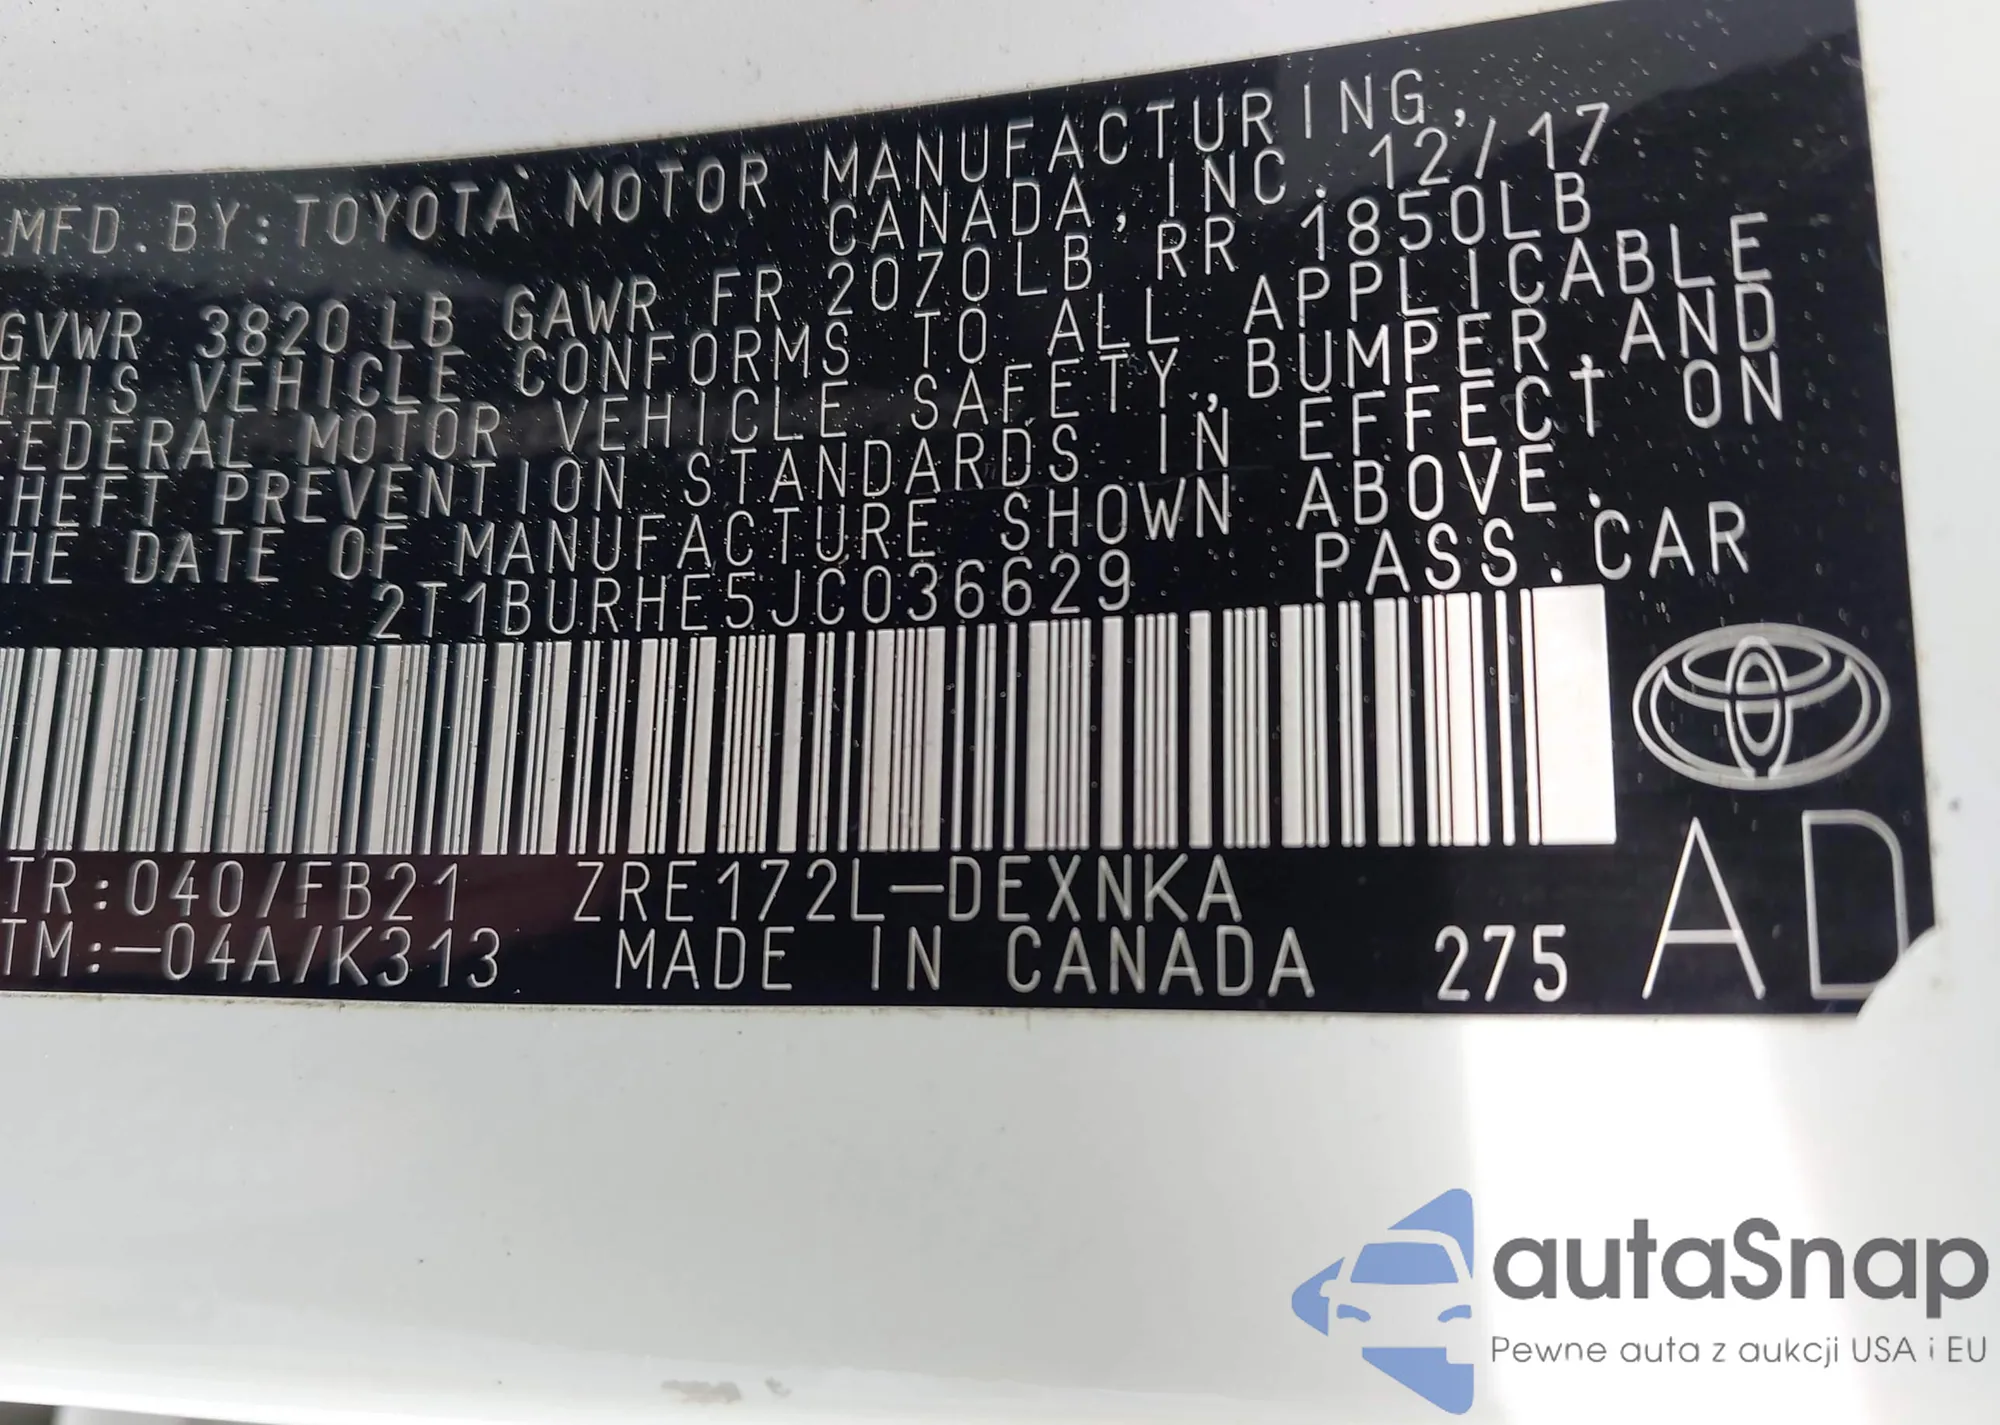 MFD. BY: TOYOTA MOTOR MANUFACTURING,
CANADA, INC. 12/17
GVWR 3820LB GAWR FR 2070LB RR 1850LB
THIS VEHICLE CONFORMS TO ALL APPLICABLE
FEDERAL MOTOR VEHICLE SAFETY, BUMPER, AND
THEFT PREVENTION STANDARDS IN EFFECT ON
THE DATE OF MANUFACTURE SHOWN ABOVE.
2T1BURHE5JC036629 PASS. CAR
TR:040/FB21 ZRE172L-DEXNKA
TM:-04A/K313 MADE IN CANADA 275 AD
autaSnap
Pewne auta z aukcji USA i EU